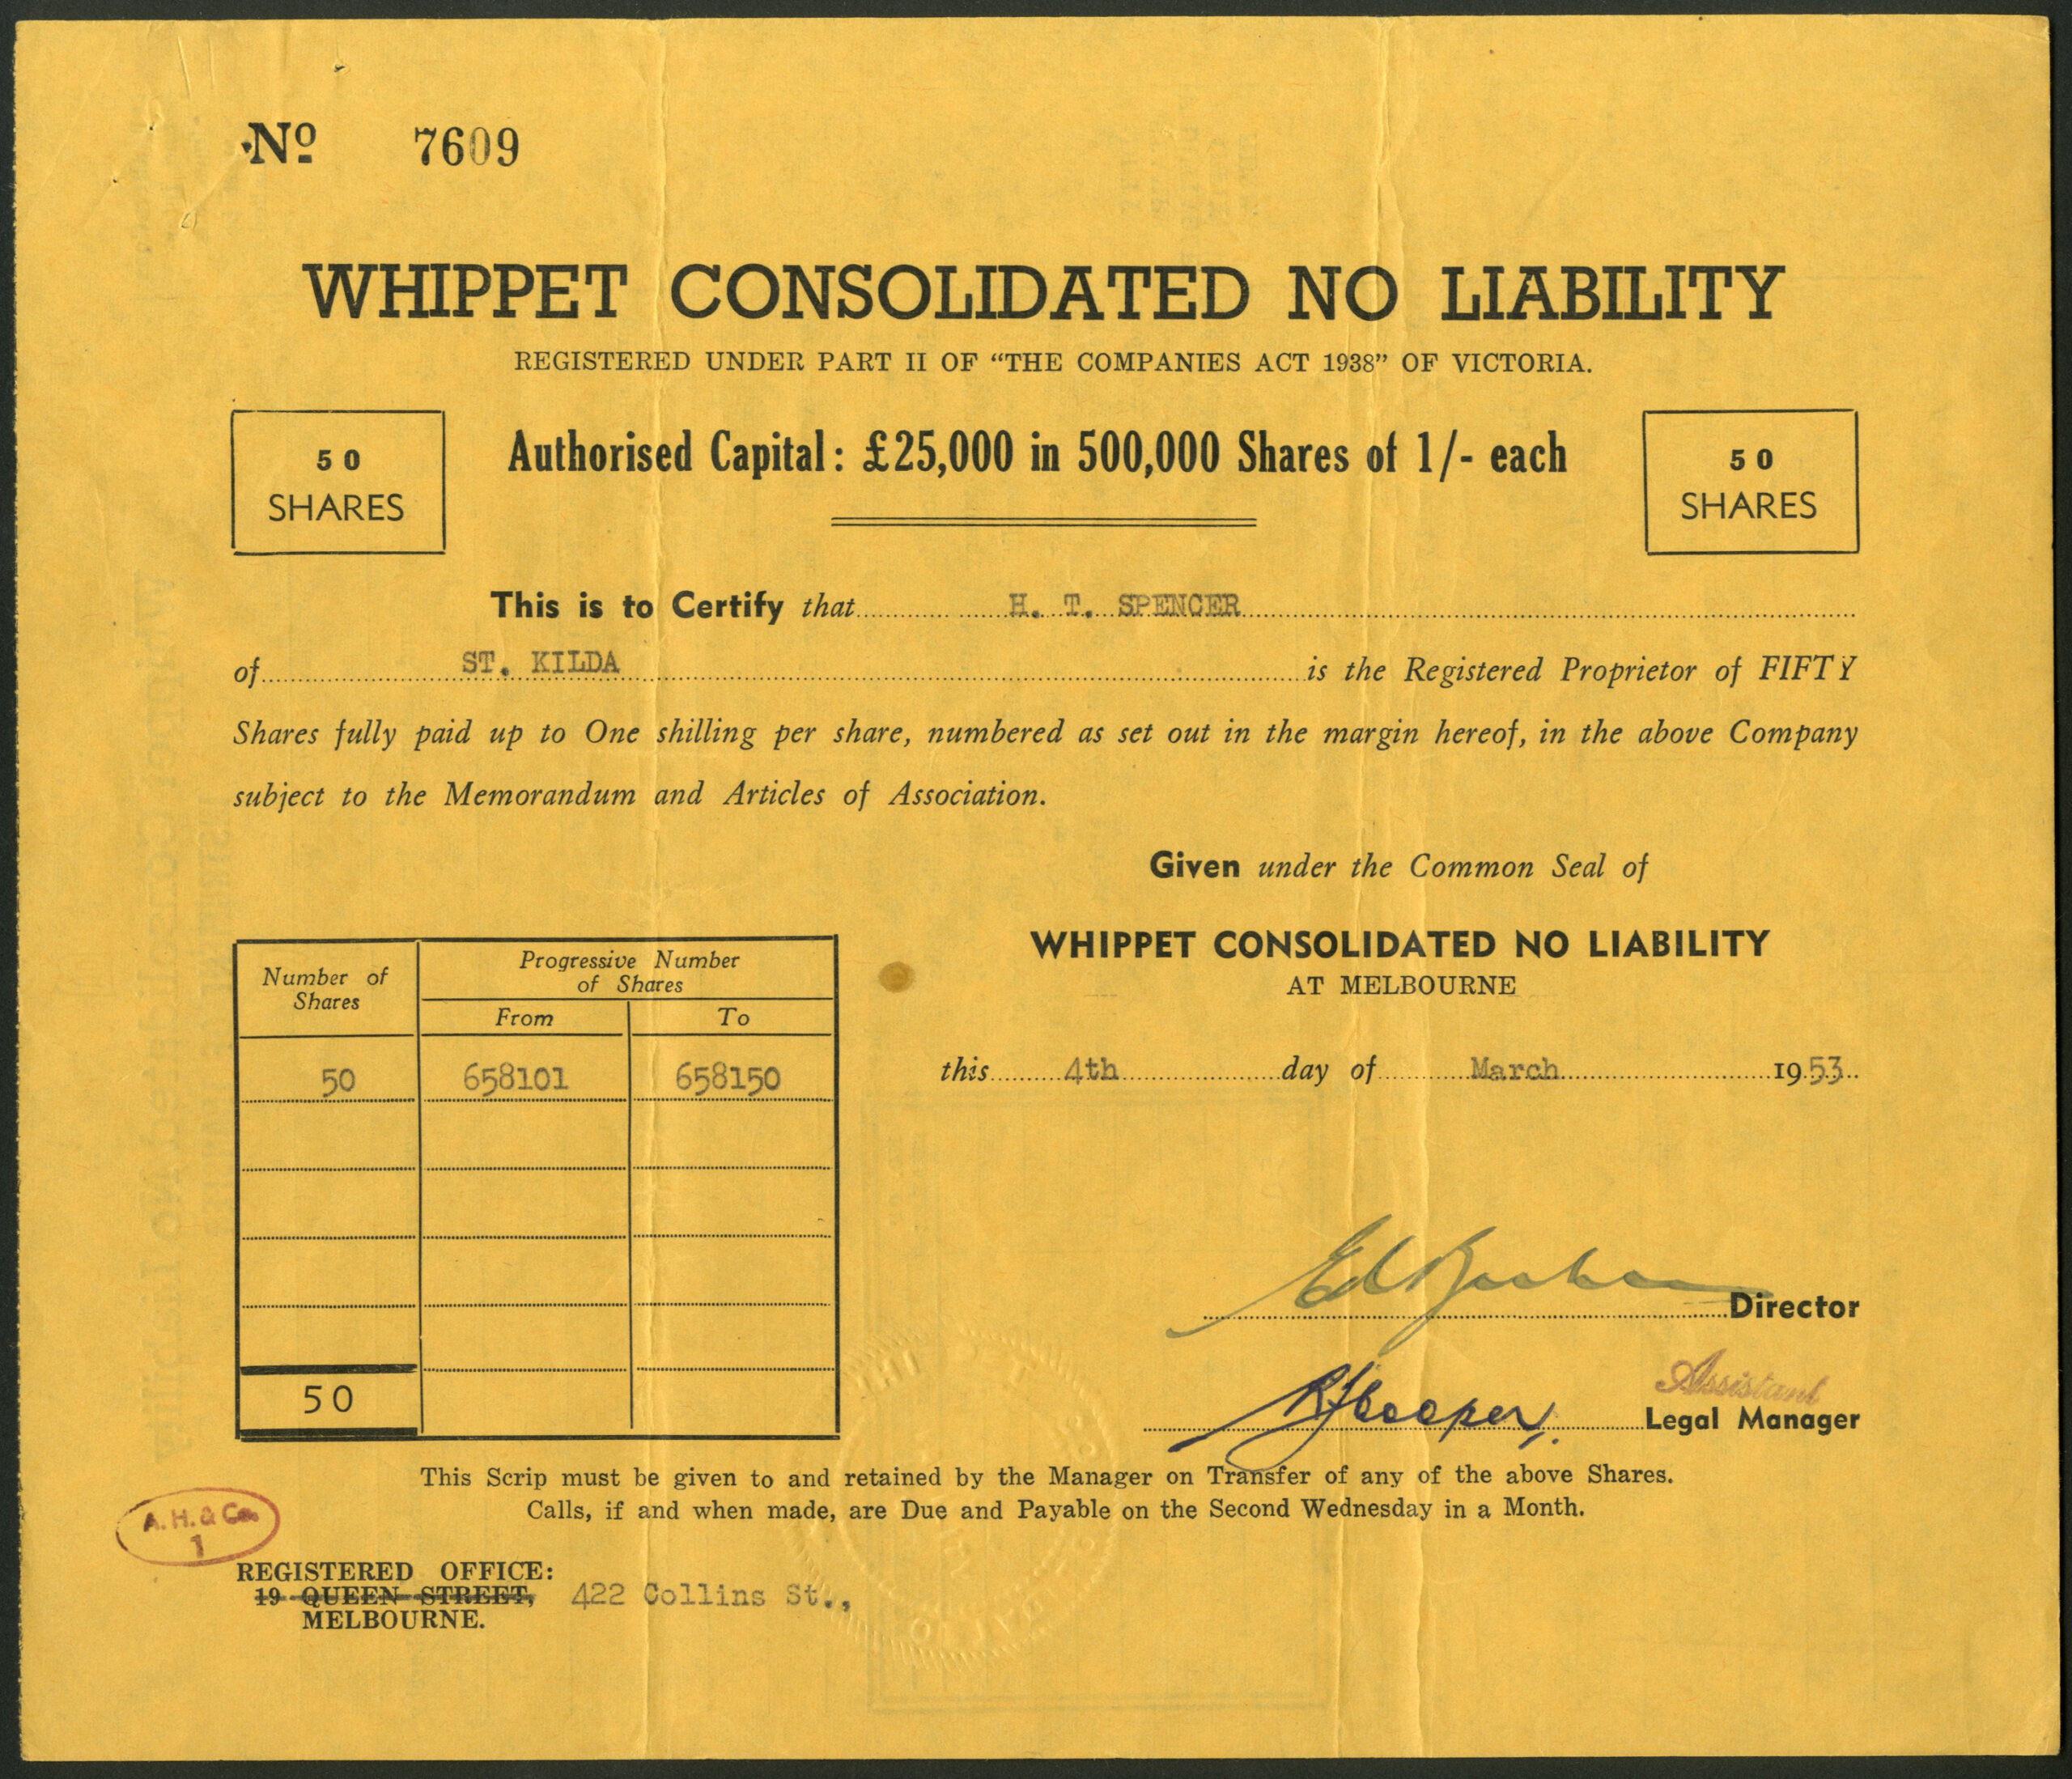 Nº 7609
WHIPPET CONSOLIDATED NO LIABILITY
REGISTERED UNDER PART II OF “THE COMPANIES ACT 1938” OF VICTORIA.
50
SHARES
Authorised Capital: £25,000 in 500,000 Shares of 1/- each
50
SHARES
This is to Certify that H. T. SPENCER
of ST. KILDA is the Registered Proprietor of FIFTY
Shares fully paid up to One shilling per share, numbered as set out in the margin hereof, in the above Company
subject to the Memorandum and Articles of Association.
Given under the Common Seal of
WHIPPET CONSOLIDATED NO LIABILITY
AT MELBOURNE
this 4th day of March 1953
Number of Shares
Progressive Number of Shares
From To
50 658101 658150
50
Director
Assistant
Legal Manager
This Scrip must be given to and retained by the Manager on Transfer of any of the above Shares.
Calls, if and when made, are Due and Payable on the Second Wednesday in a Month.
A. H. & Co.
1
REGISTERED OFFICE:
19 QUEEN STREET, 422 Collins St.,
MELBOURNE.